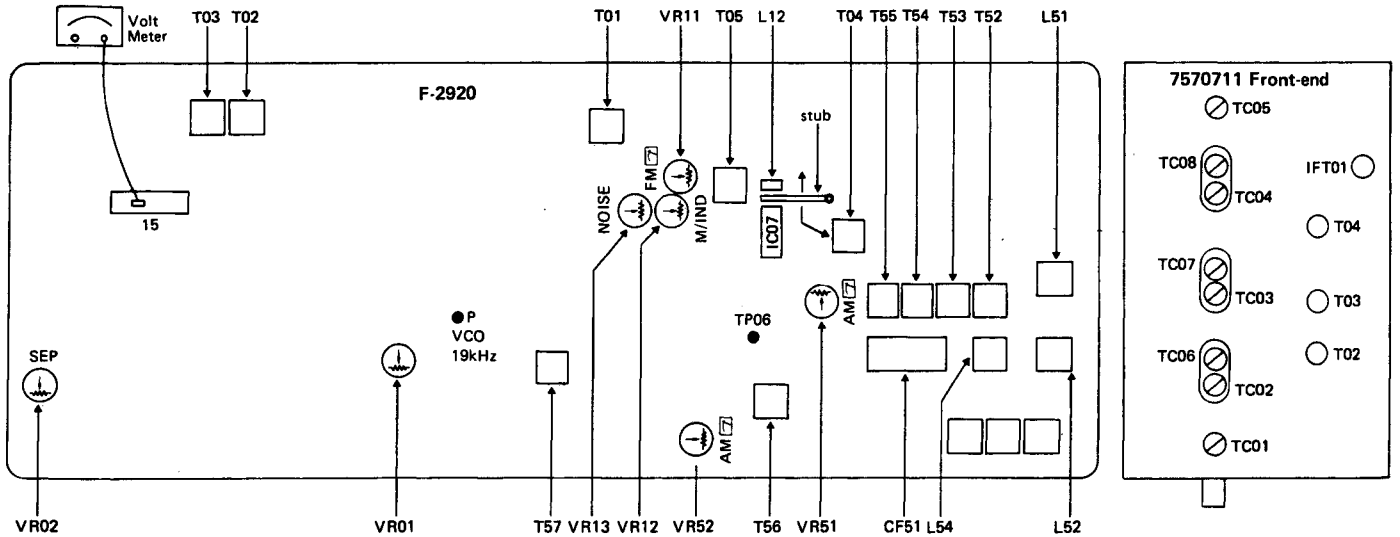 Volt
Meter
T03 T02 T01 VR11 T05 L12 T04 T55 T54 T53 T52 L51
F-2920
stub
15
NOISE
FM
M/IND
IC07
AM
TP06
P
VCO
19kHz
SEP
AM
VR02 VR01 T57 VR13 VR12 VR52 T56 VR51 CF51 L54 L52
7570711 Front-end
TC05
TC08
IFT01
TC04
T04
TC07
TC03
T03
TC06
T02
TC02
TC01